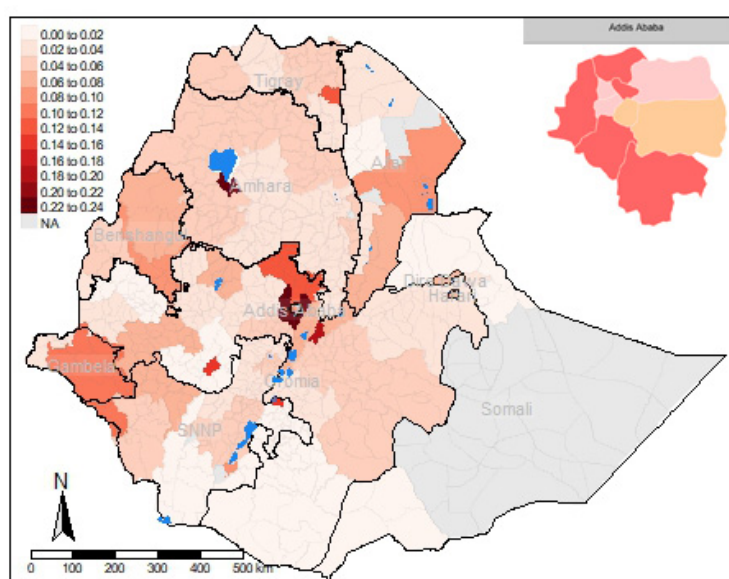 0.00 to 0.02
0.02 to 0.04
0.04 to 0.06
0.06 to 0.08
0.08 to 0.10
0.10 to 0.12
0.12 to 0.14
0.14 to 0.16
0.16 to 0.18
0.18 to 0.20
0.20 to 0.22
0.22 to 0.24
NA
Addis Ababa
Tigray
Afar
Amhara
Benshangul
Dire Dawa
Harari
Addis Ababa
Gambela
Oromia
Somali
SNNP
N
0 100 200 300 400 500 km